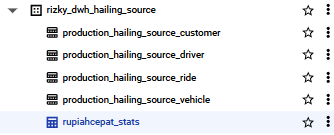 rizky_dwh_hailing_source
production_hailing_source_customer
production_hailing_source_driver
production_hailing_source_ride
production_hailing_source_vehicle
rupiahcepat_stats